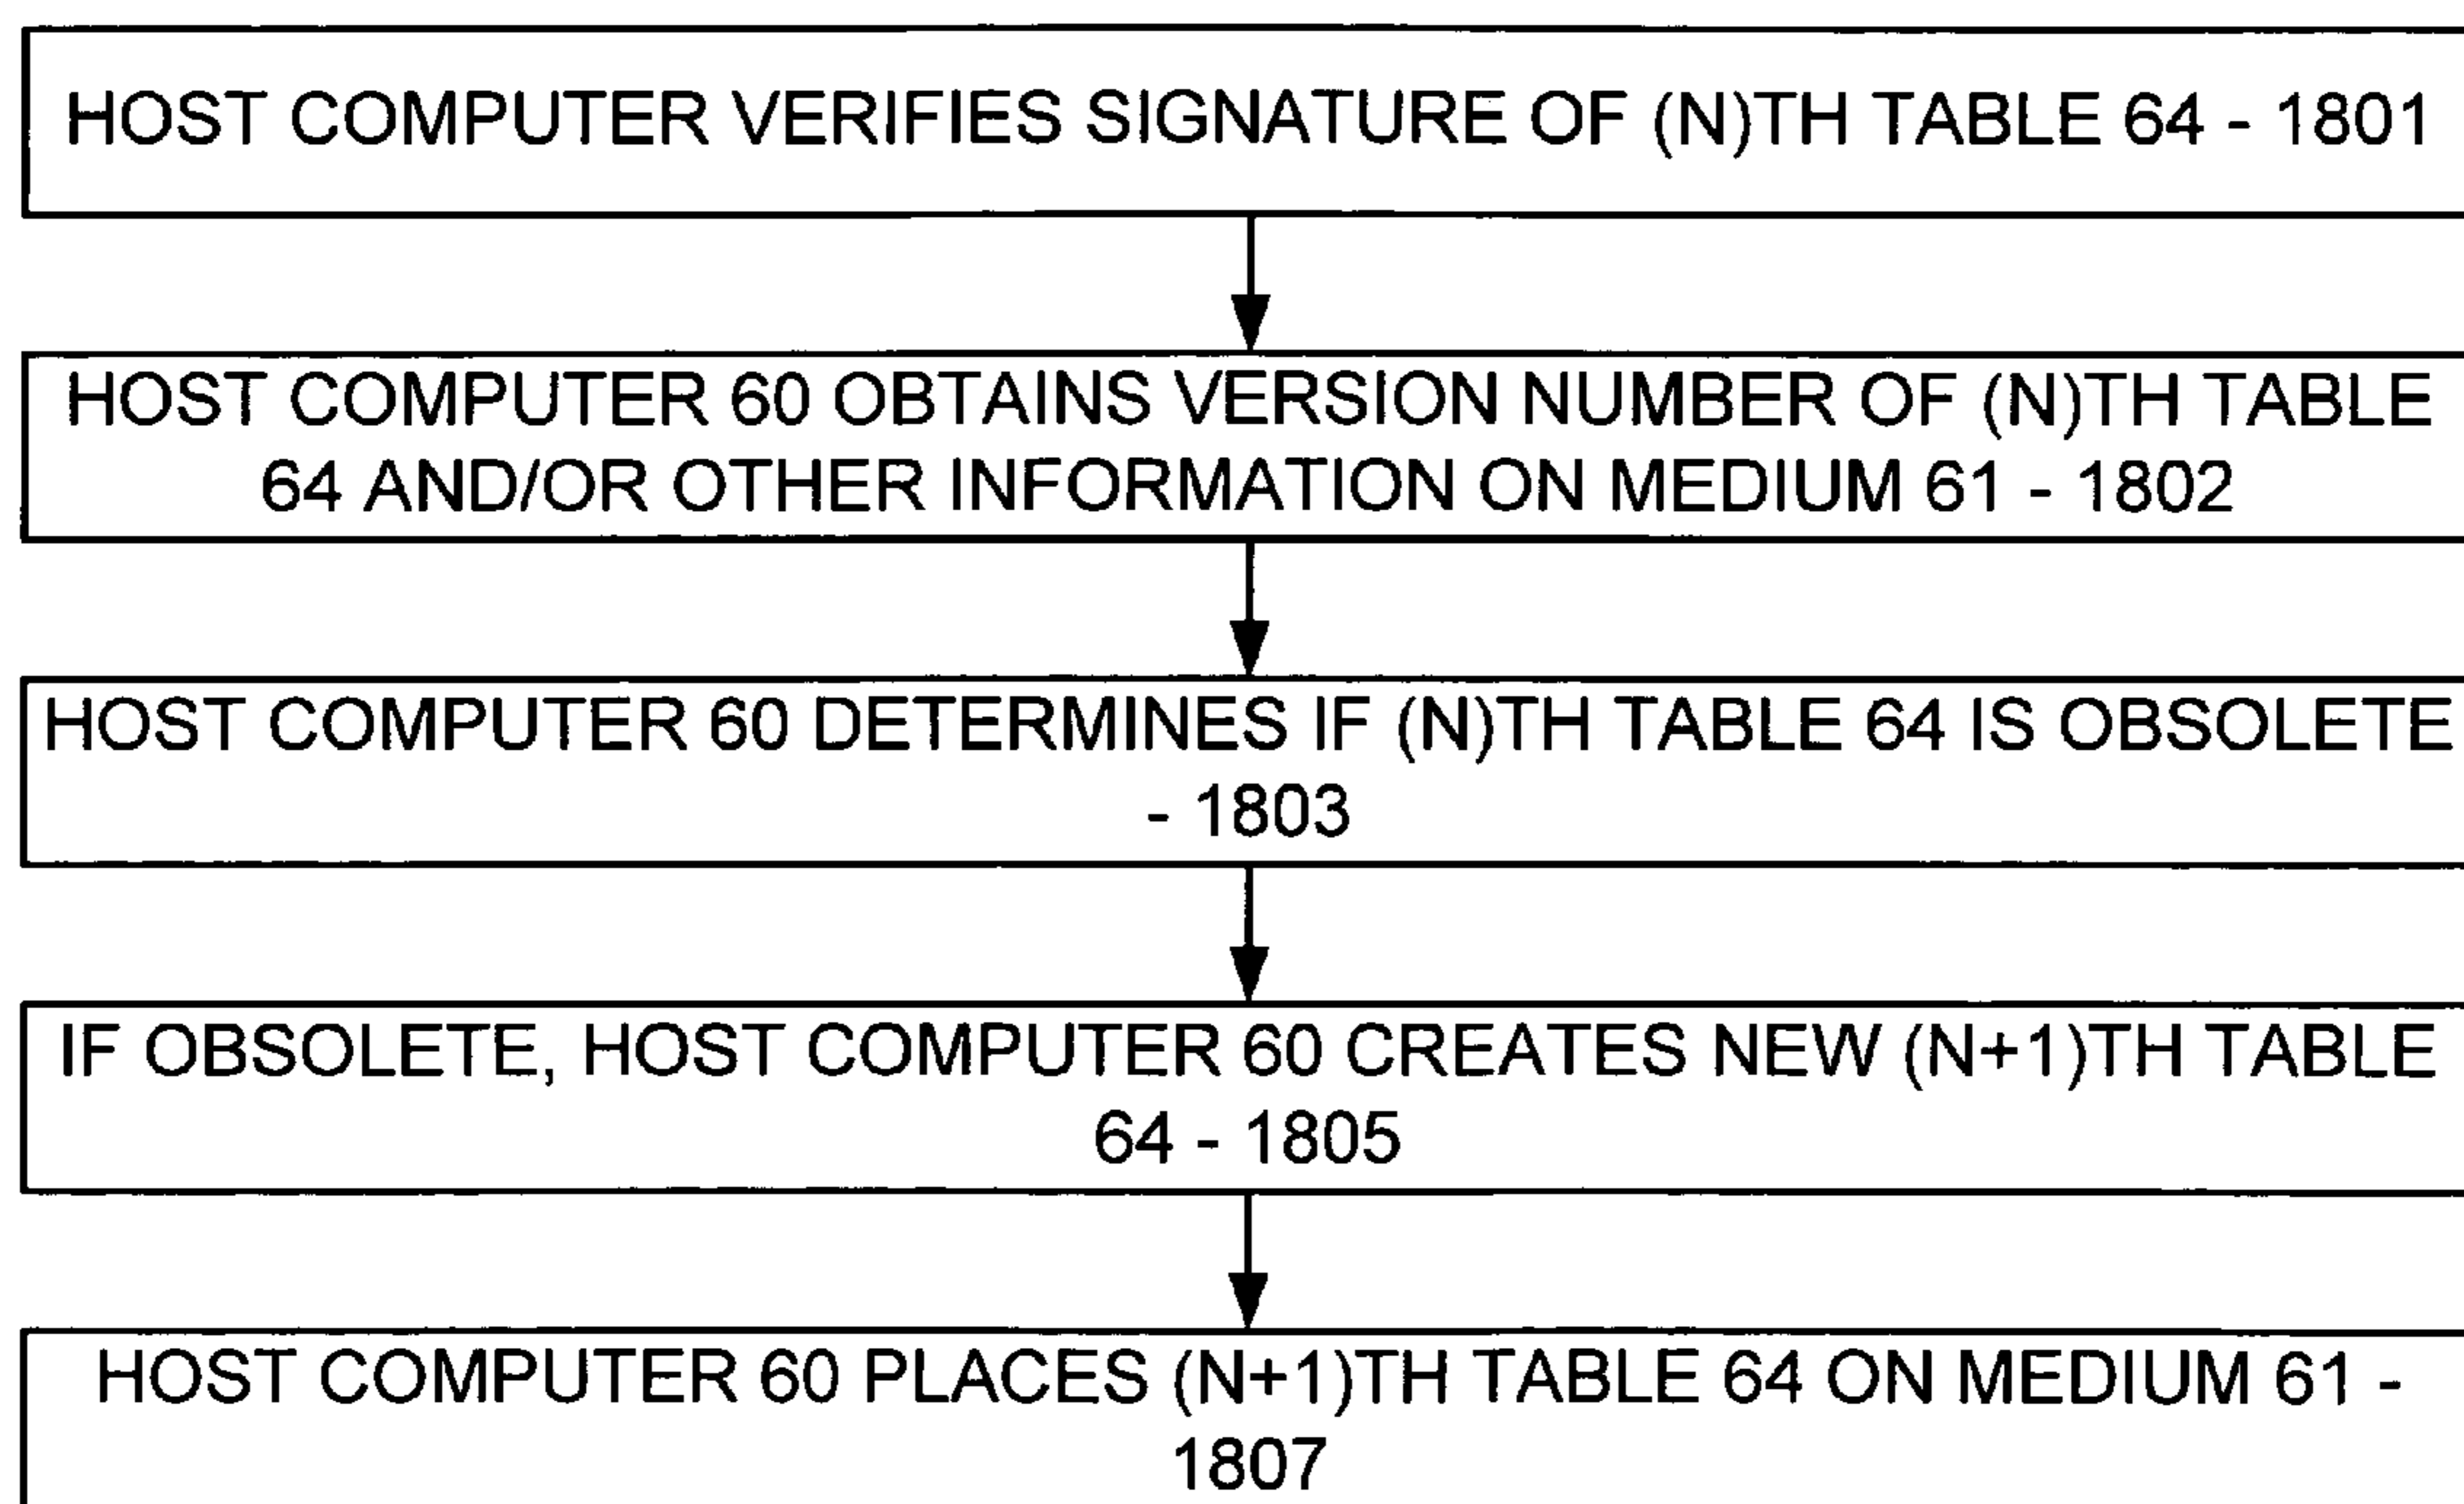 HOST COMPUTER VERIFIES SIGNATURE OF (N)TH TABLE 64 - 1801
HOST COMPUTER 60 OBTAINS VERSION NUMBER OF (N)TH TABLE
64 AND/OR OTHER INFORMATION ON MEDIUM 61 - 1802
HOST COMPUTER 60 DETERMINES IF (N)TH TABLE 64 IS OBSOLETE
- 1803
IF OBSOLETE, HOST COMPUTER 60 CREATES NEW (N+1)TH TABLE
64 - 1805
HOST COMPUTER 60 PLACES (N+1)TH TABLE 64 ON MEDIUM 61 -
1807